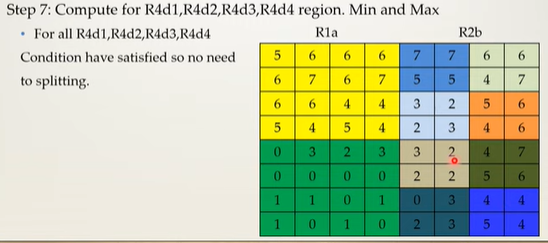 Step 7: Compute for R4d1,R4d2,R4d3,R4d4 region. Min and Max
• For all R4d1,R4d2,R4d3,R4d4
Condition have satisfied so no need
to splitting.
R1a R2b
5 6 6 6 7 7 6 6
6 7 6 7 5 5 4 7
6 6 4 4 3 2 5 6
5 4 5 4 2 3 4 6
0 3 2 3 3 2 4 7
0 0 0 0 2 2 5 6
1 1 0 1 0 3 4 4
1 0 1 0 2 3 5 4